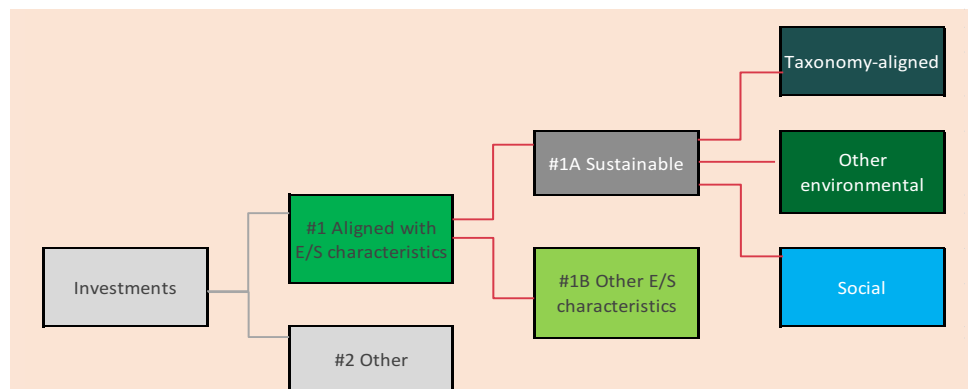 Investments
#1 Aligned with
E/S characteristics
#2 Other
#1A Sustainable
#1B Other E/S
characteristics
Taxonomy-aligned
Other
environmental
Social